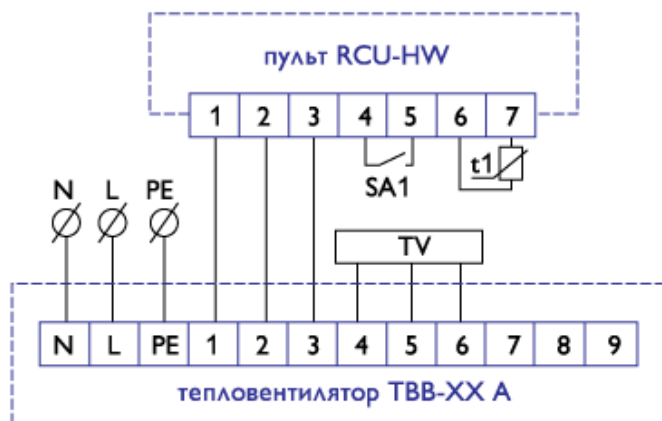 пульт RCU-HW
1 2 3 4 5 6 7
N L PE
SA1
t1
TV
N L PE 1 2 3 4 5 6 7 8 9
тепловентилятор ТВВ-ХХ А